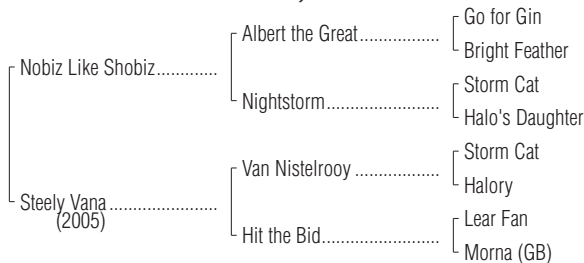 Go for Gin
Albert the Great..................
Bright Feather
Nobiz Like Shobiz.............
Storm Cat
Nightstorm.........................
Halo's Daughter
Storm Cat
Van Nistelrooy ...................
Halory
Steely Vana .......................
(2005)
Lear Fan
Hit the Bid..........................
Morna (GB)